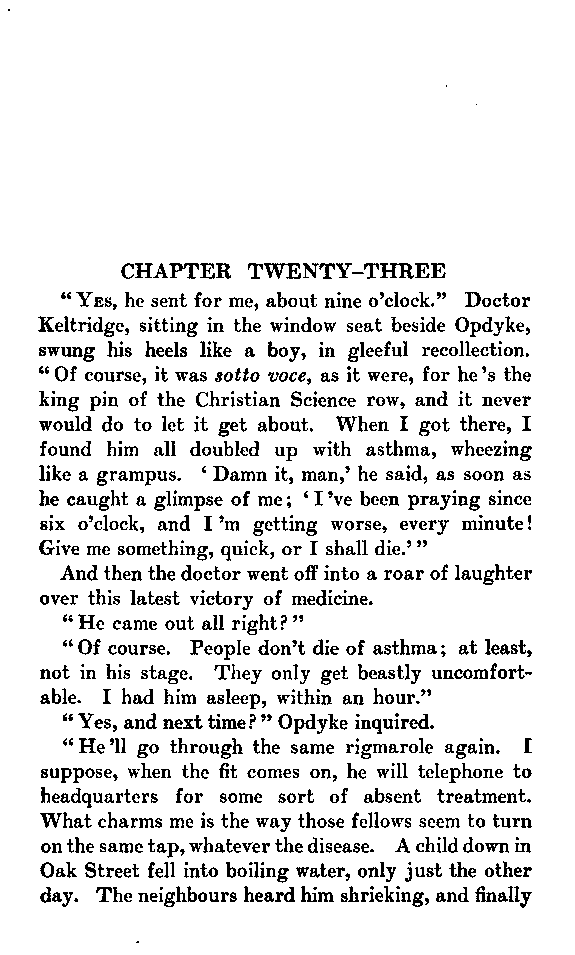 CHAPTER TWENTY–THREE
“YES, he sent for me, about nine o’clock.” Doctor
Keltridge, sitting in the window seat beside Opdyke,
swung his heels like a boy, in gleeful recollection.
“Of course, it was sotto voce, as it were, for he’s the
king pin of the Christian Science row, and it never
would do to let it get about. When I got there, I
found him all doubled up with asthma, wheezing
like a grampus. ‘Damn it, man,’ he said, as soon as
he caught a glimpse of me; ‘I’ve been praying since
six o’clock, and I’m getting worse, every minute!
Give me something, quick, or I shall die.’”
And then the doctor went off into a roar of laughter
over this latest victory of medicine.
“He came out all right?”
“Of course. People don’t die of asthma; at least,
not in his stage. They only get beastly uncomfort-
able. I had him asleep, within an hour.”
“Yes, and next time?” Opdyke inquired.
“He’ll go through the same rigmarole again. I
suppose, when the fit comes on, he will telephone to
headquarters for some sort of absent treatment.
What charms me is the way those fellows seem to turn
on the same tap, whatever the disease. A child down in
Oak Street fell into boiling water, only just the other
day. The neighbours heard him shrieking, and finally